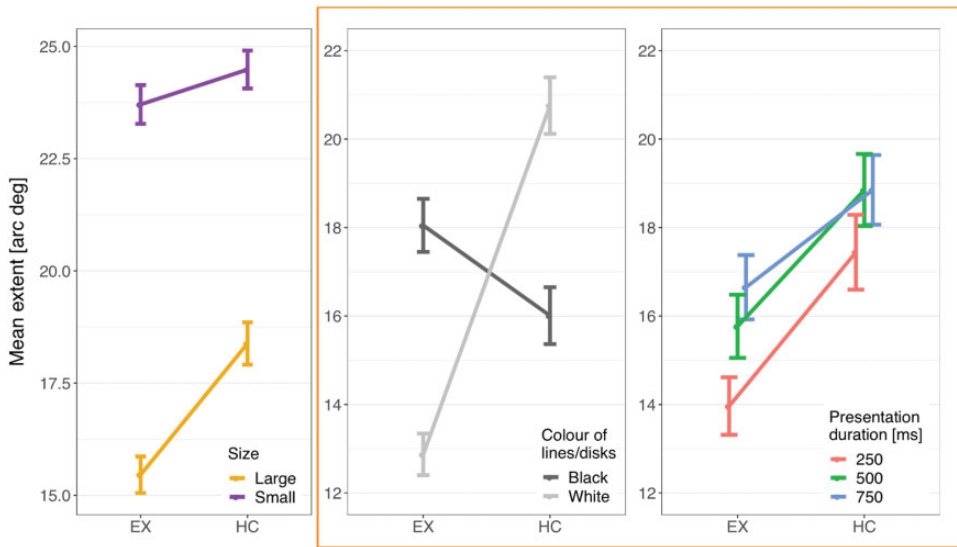 Mean extent [arc deg]
25.0
22.5
20.0
17.5
15.0
EX HC
Size
Large
Small
22
20
18
16
14
12
EX HC
Colour of
lines/disks
Black
White
22
20
18
16
14
12
EX HC
Presentation
duration [ms]
250
500
750